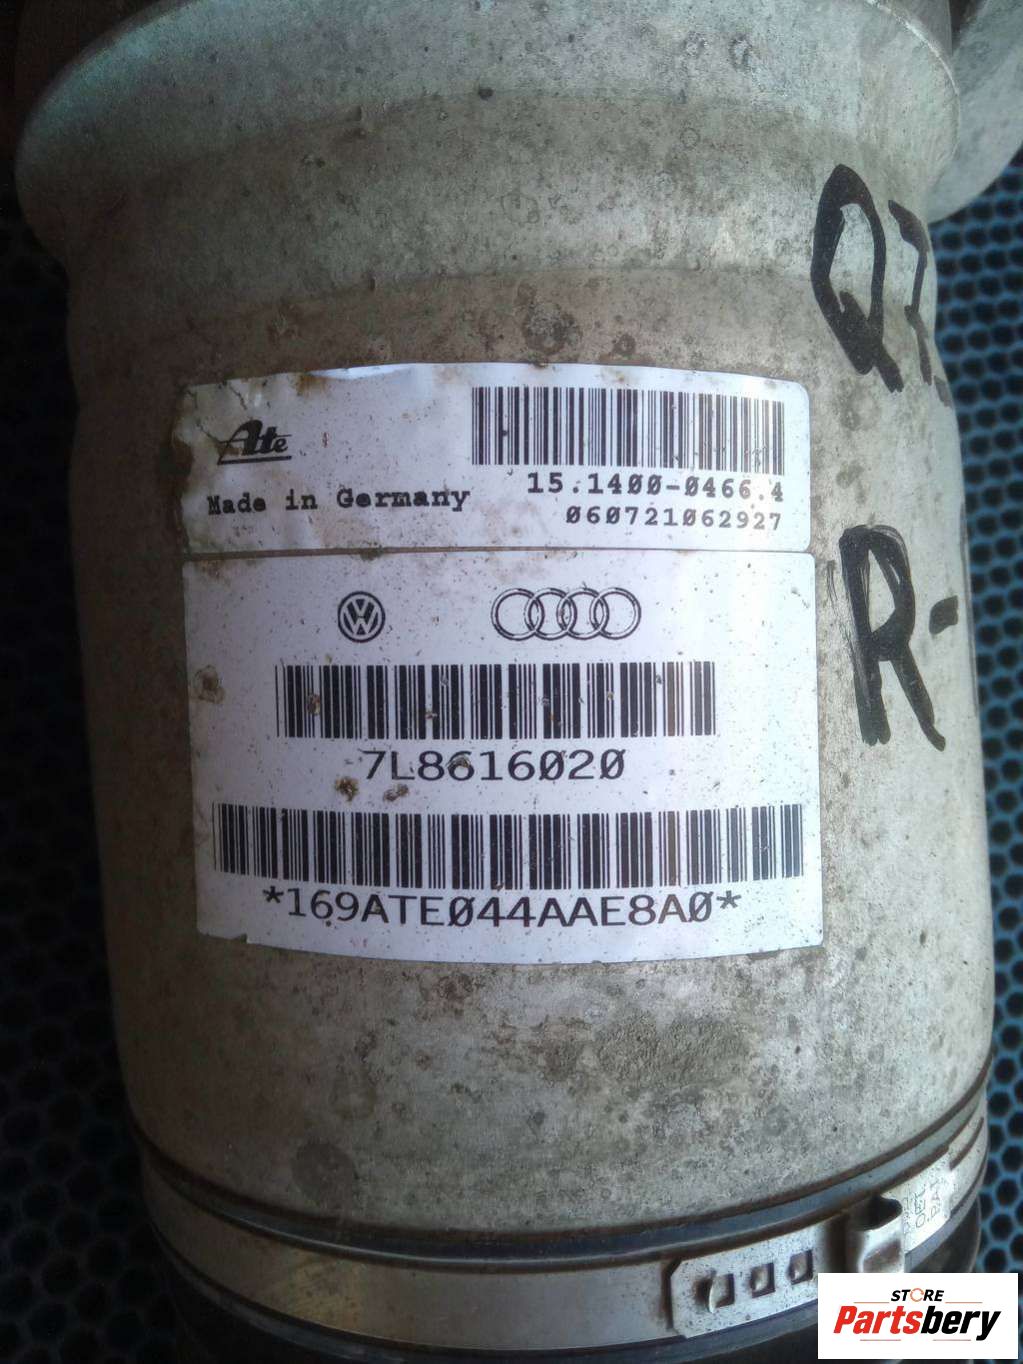 Ate
Made in Germany
15.1400-0466.4
060721062927
7L8616020
*169ATE044AAE8A0*
Q7
R-
STORE
Partsbery